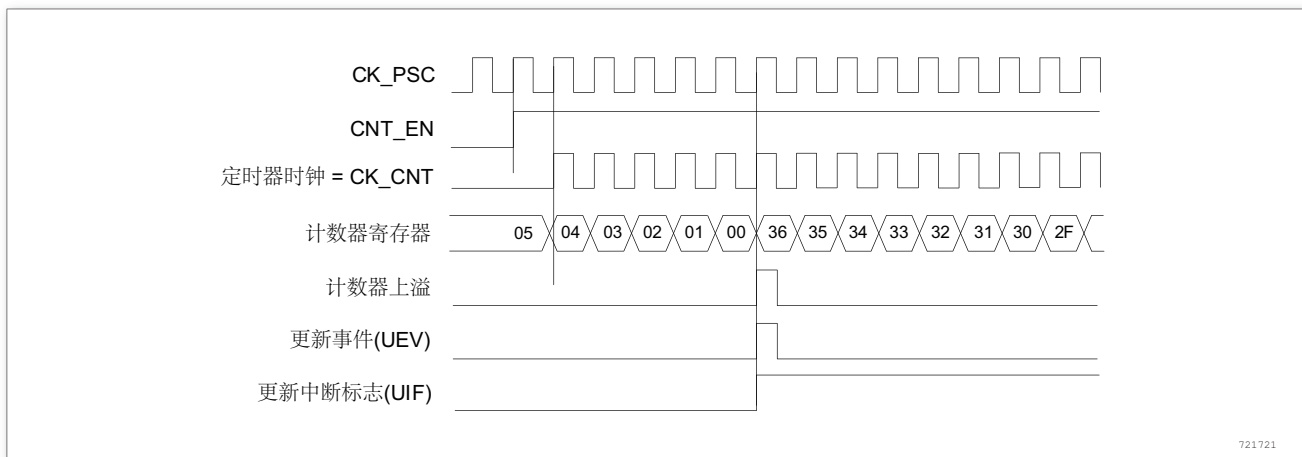 CK_PSC
CNT_EN
定时器时钟 = CK_CNT
计数器寄存器 05 04 03 02 01 00 36 35 34 33 32 31 30 2F
计数器上溢
更新事件(UEV)
更新中断标志(UIF)
721721